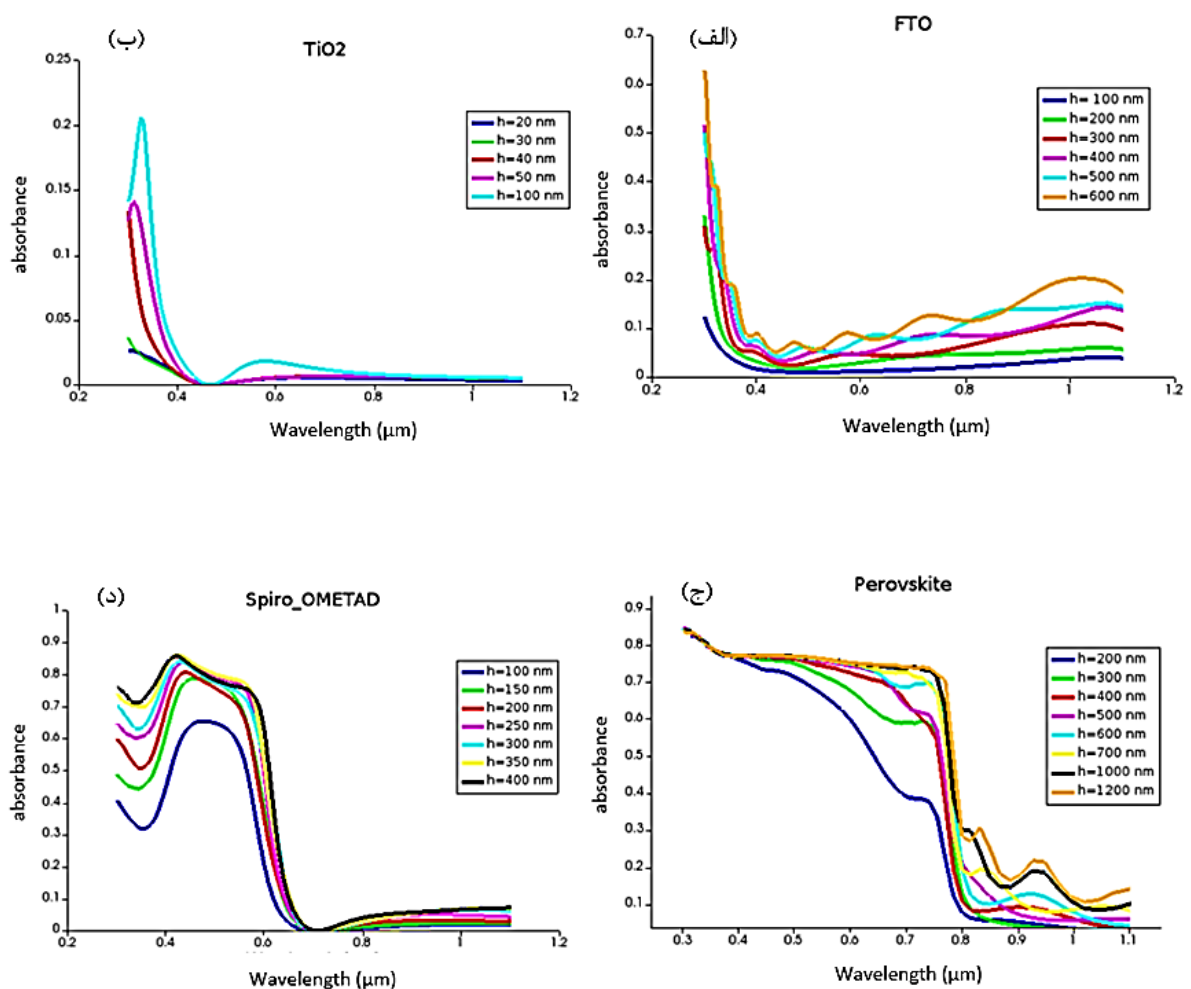 (الف)
FTO
0.7
0.6
0.5
0.4
0.3
0.2
0.1
0
0.2
0.4
0.6
0.8
1
1.2
absorbance
Wavelength (µm)
h= 100 nm
h=200 nm
h=300 nm
h=400 nm
h=500 nm
h=600 nm
(ب)
TiO2
0.25
0.2
0.15
0.1
0.05
0
0.2
0.4
0.6
0.8
1
1.2
absorbance
Wavelength (µm)
h=20 nm
h=30 nm
h=40 nm
h=50 nm
h=100 nm
(ج)
Perovskite
0.9
0.8
0.7
0.6
0.5
0.4
0.3
0.2
0.1
0.3
0.4
0.5
0.6
0.7
0.8
0.9
1
1.1
absorbance
Wavelength (µm)
h=200 nm
h=300 nm
h=400 nm
h=500 nm
h=600 nm
h=700 nm
h=1000 nm
h=1200 nm
(د)
Spiro_OMETAD
1
0.9
0.8
0.7
0.6
0.5
0.4
0.3
0.2
0.1
0
0.2
0.4
0.6
0.8
1
1.2
absorbance
Wavelength (µm)
h=100 nm
h=150 nm
h=200 nm
h=250 nm
h=300 nm
h=350 nm
h=400 nm